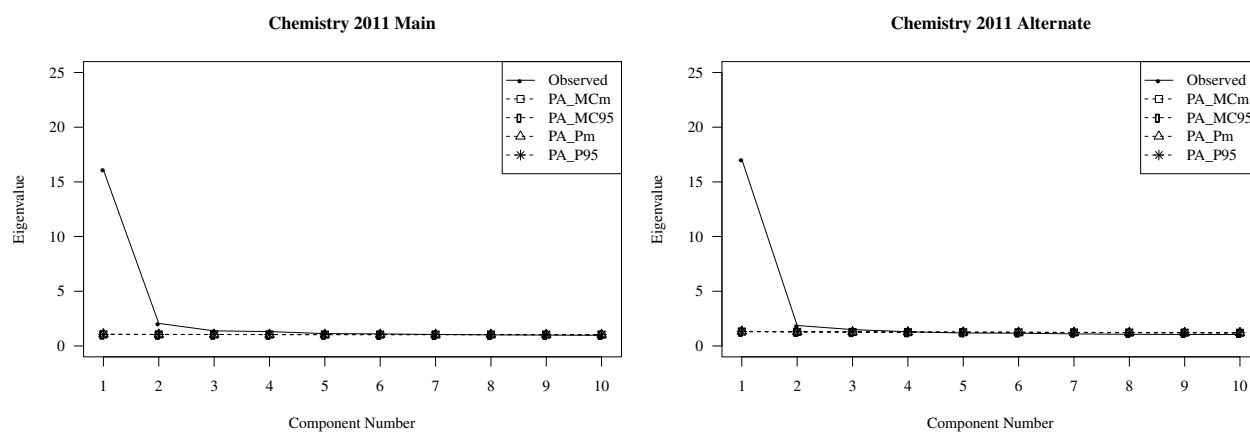 Chemistry 2011 Main
25
20
15
10
5
0
Eigenvalue
1 2 3 4 5 6 7 8 9 10
Component Number
Observed
PA_MCm
PA_MC95
PA_Pm
PA_P95
Chemistry 2011 Alternate
25
20
15
10
5
0
Eigenvalue
1 2 3 4 5 6 7 8 9 10
Component Number
Observed
PA_MCm
PA_MC95
PA_Pm
PA_P95